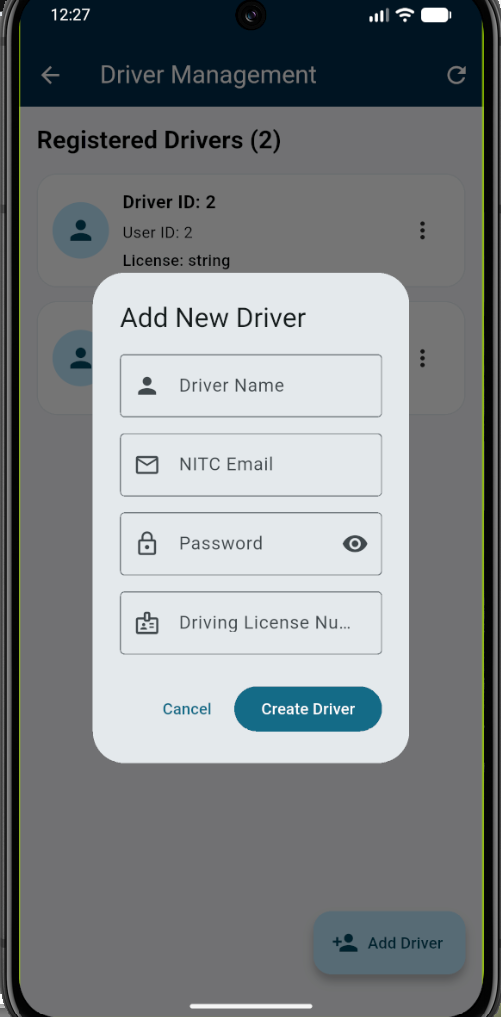 12:27
Driver Management
Registered Drivers (2)
Driver ID: 2
User ID: 2
License: string
Add New Driver
Driver Name
NITC Email
Password
Driving License Nu...
Cancel
Create Driver
Add Driver